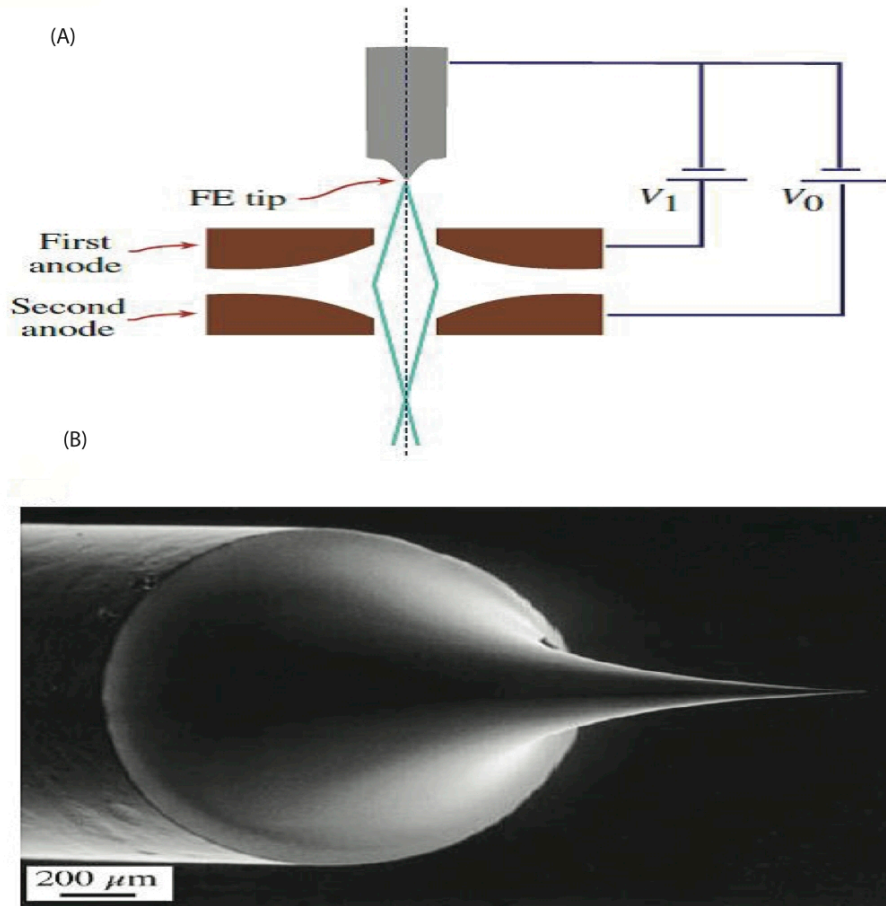 (A)
FE tip
V1
V0
First
anode
Second
anode
(B)
200 μm